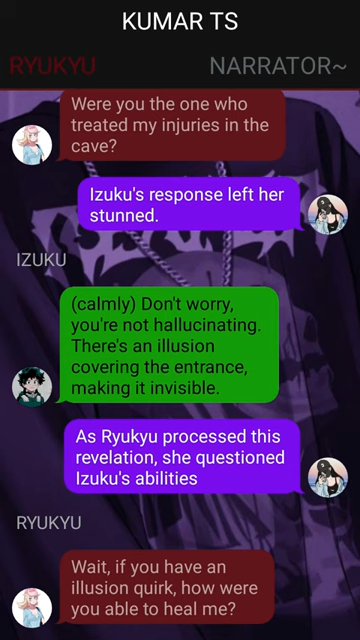 KUMAR TS
RYUKYU
NARRATOR~
Were you the one who
treated my injuries in the
cave?
Izuku's response left her
stunned.
IZUKU
(calmly) Don't worry,
you're not hallucinating.
There's an illusion
covering the entrance,
making it invisible.
As Ryukyu processed this
revelation, she questioned
Izuku's abilities
RYUKYU
Wait, if you have an
illusion quirk, how were
you able to heal me?